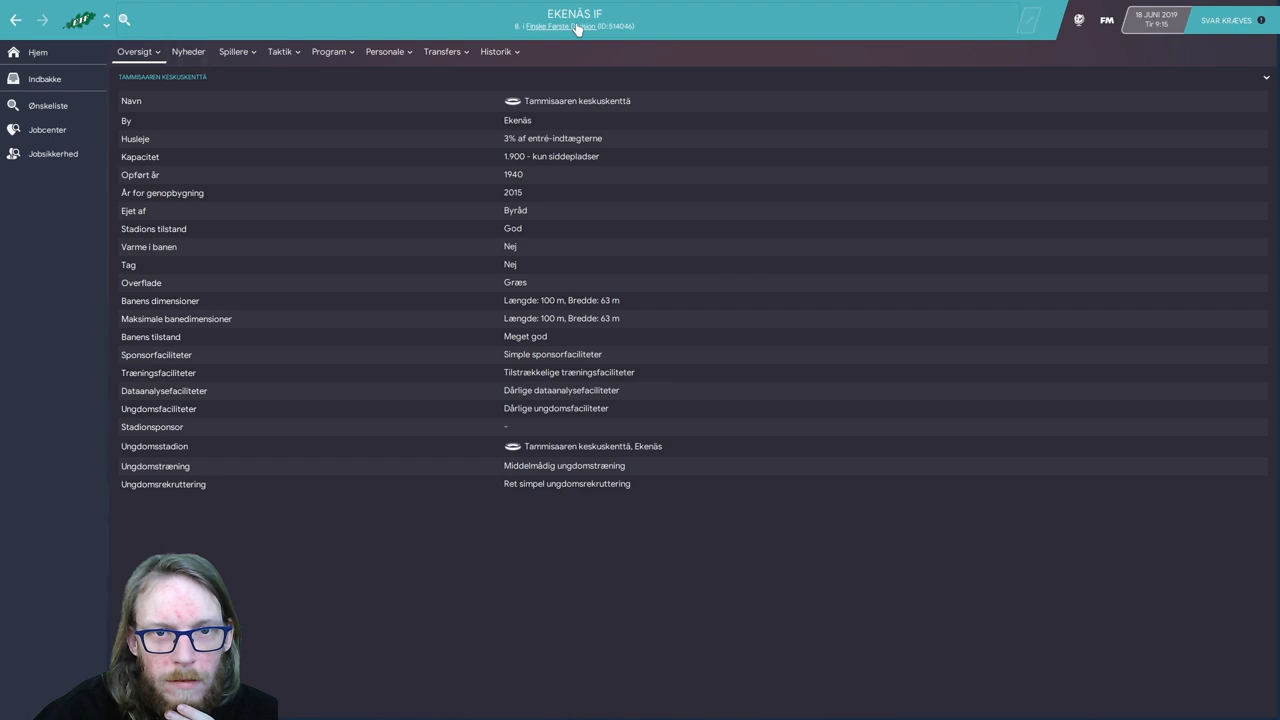 EKENÄS IF
8. i Finske Første Division (ID:514046)
FM
18 JUNI 2019
Tir 9:15
SVAR KRÆVES
Hjem
Indbakke
Ønskeliste
Jobcenter
Jobsikkerhed
Oversigt Nyheder Spillere Taktik Program Personale Transfers Historik
TAMMISAAREN KESKUSKENTTÄ
Navn Tammisaaren keskuskenttä
By Ekenäs
Husleje 3% af entré-indtægterne
Kapacitet 1.900 - kun siddepladser
Opført år 1940
År for genopbygning 2015
Ejet af Byråd
Stadions tilstand God
Varme i banen Nej
Tag Nej
Overflade Græs
Banens dimensioner Længde: 100 m, Bredde: 63 m
Maksimale banedimensioner Længde: 100 m, Bredde: 63 m
Banens tilstand Meget god
Sponsorfaciliteter Simple sponsorfaciliteter
Træningsfaciliteter Tilstrækkelige træningsfaciliteter
Dataanalysefaciliteter Dårlige dataanalysefaciliteter
Ungdomsfaciliteter Dårlige ungdomsfaciliteter
Stadionsponsor -
Ungdomsstadion Tammisaaren keskuskenttä, Ekenäs
Ungdomstræning Middelmådig ungdomstræning
Ungdomsrekruttering Ret simpel ungdomsrekruttering